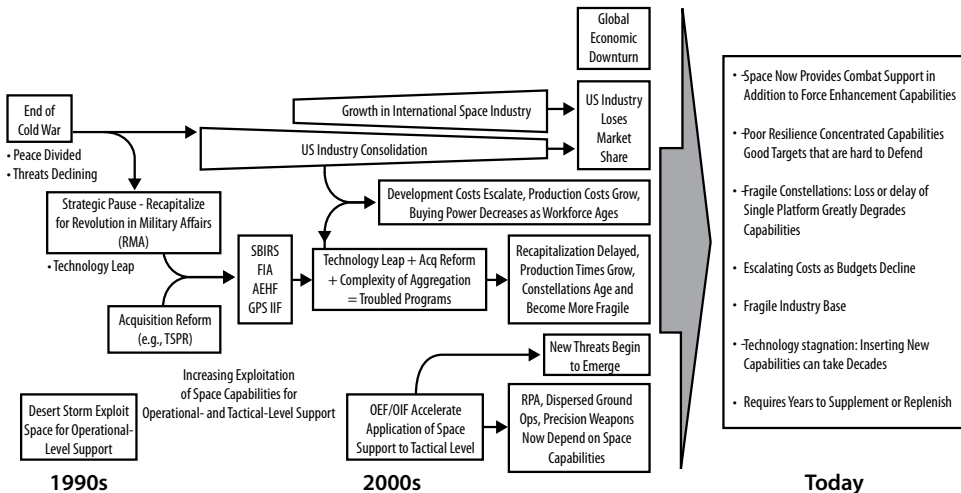 Global
Economic
Downturn
End of
Cold War
• Peace Divided
• Threats Declining
Growth in International Space Industry
US Industry
Loses
Market
Share
US Industry Consolidation
Strategic Pause - Recapitalize
for Revolution in Military Affairs
(RMA)
• Technology Leap
Development Costs Escalate, Production Costs Grow,
Buying Power Decreases as Workforce Ages
Acquisition Reform
(e.g., TSPR)
SBIRS
FIA
AEHF
GPS IIF
Technology Leap + Acq Reform
+ Complexity of Aggregation
= Troubled Programs
Recapitalization Delayed,
Production Times Grow,
Constellations Age and
Become More Fragile
Increasing Exploitation
of Space Capabilities for
Operational- and Tactical-Level Support
New Threats Begin
to Emerge
Desert Storm Exploit
Space for Operational-
Level Support
OEF/OIF Accelerate
Application of Space
Support to Tactical Level
RPA, Dispersed Ground
Ops, Precision Weapons
Now Depend on Space
Capabilities
• -Space Now Provides Combat Support in
Addition to Force Enhancement Capabilities
• -Poor Resilience Concentrated Capabilities
Good Targets that are hard to Defend
• -Fragile Constellations: Loss or delay of
Single Platform Greatly Degrades
Capabilities
• Escalating Costs as Budgets Decline
• Fragile Industry Base
• -Technology stagnation: Inserting New
Capabilities can take Decades
• Requires Years to Supplement or Replenish
1990s
2000s
Today